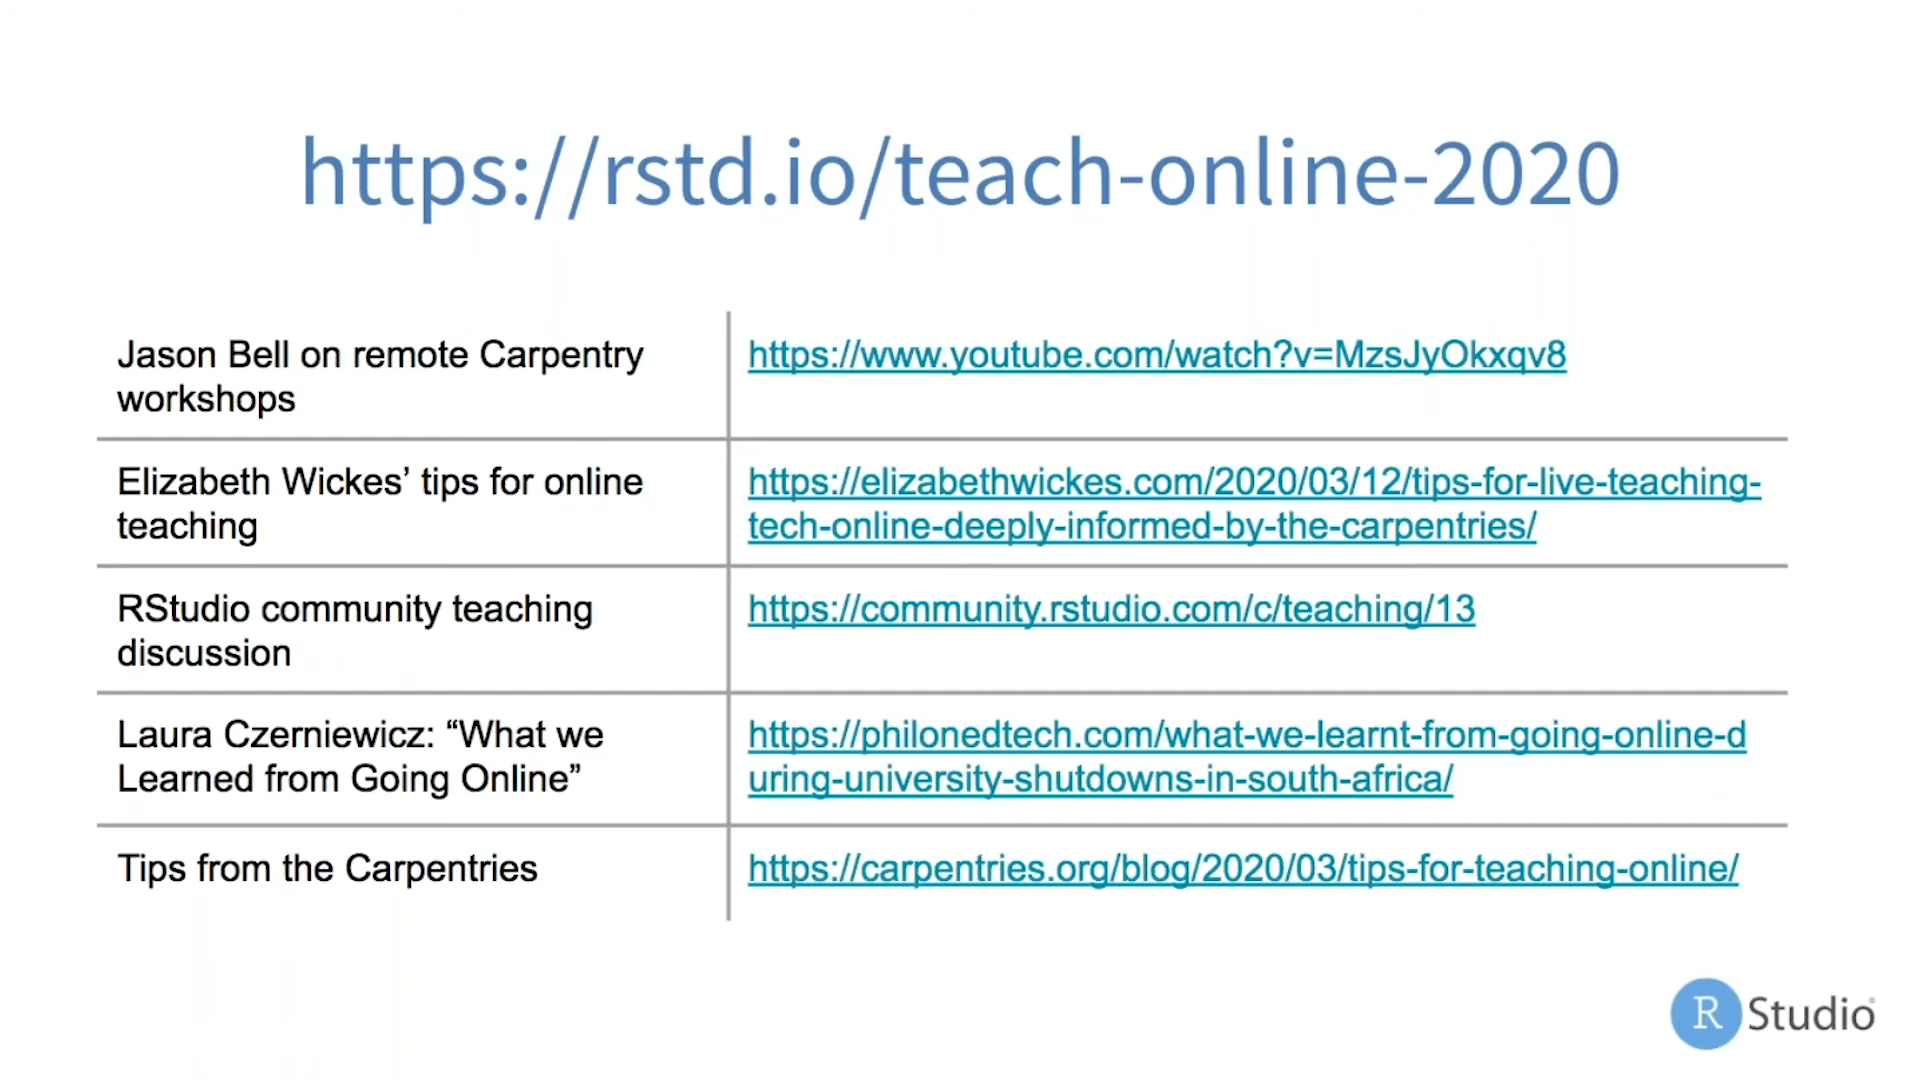 https://rstd.io/teach-online-2020
Jason Bell on remote Carpentry
workshops
https://www.youtube.com/watch?v=MzsJyOkxqv8
Elizabeth Wickes’ tips for online
teaching
https://elizabethwickes.com/2020/03/12/tips-for-live-teaching-
tech-online-deeply-informed-by-the-carpentries/
RStudio community teaching
discussion
https://community.rstudio.com/c/teaching/13
Laura Czerniewicz: “What we
Learned from Going Online”
https://philonedtech.com/what-we-learnt-from-going-online-d
uring-university-shutdowns-in-south-africa/
Tips from the Carpentries
https://carpentries.org/blog/2020/03/tips-for-teaching-online/
R Studio